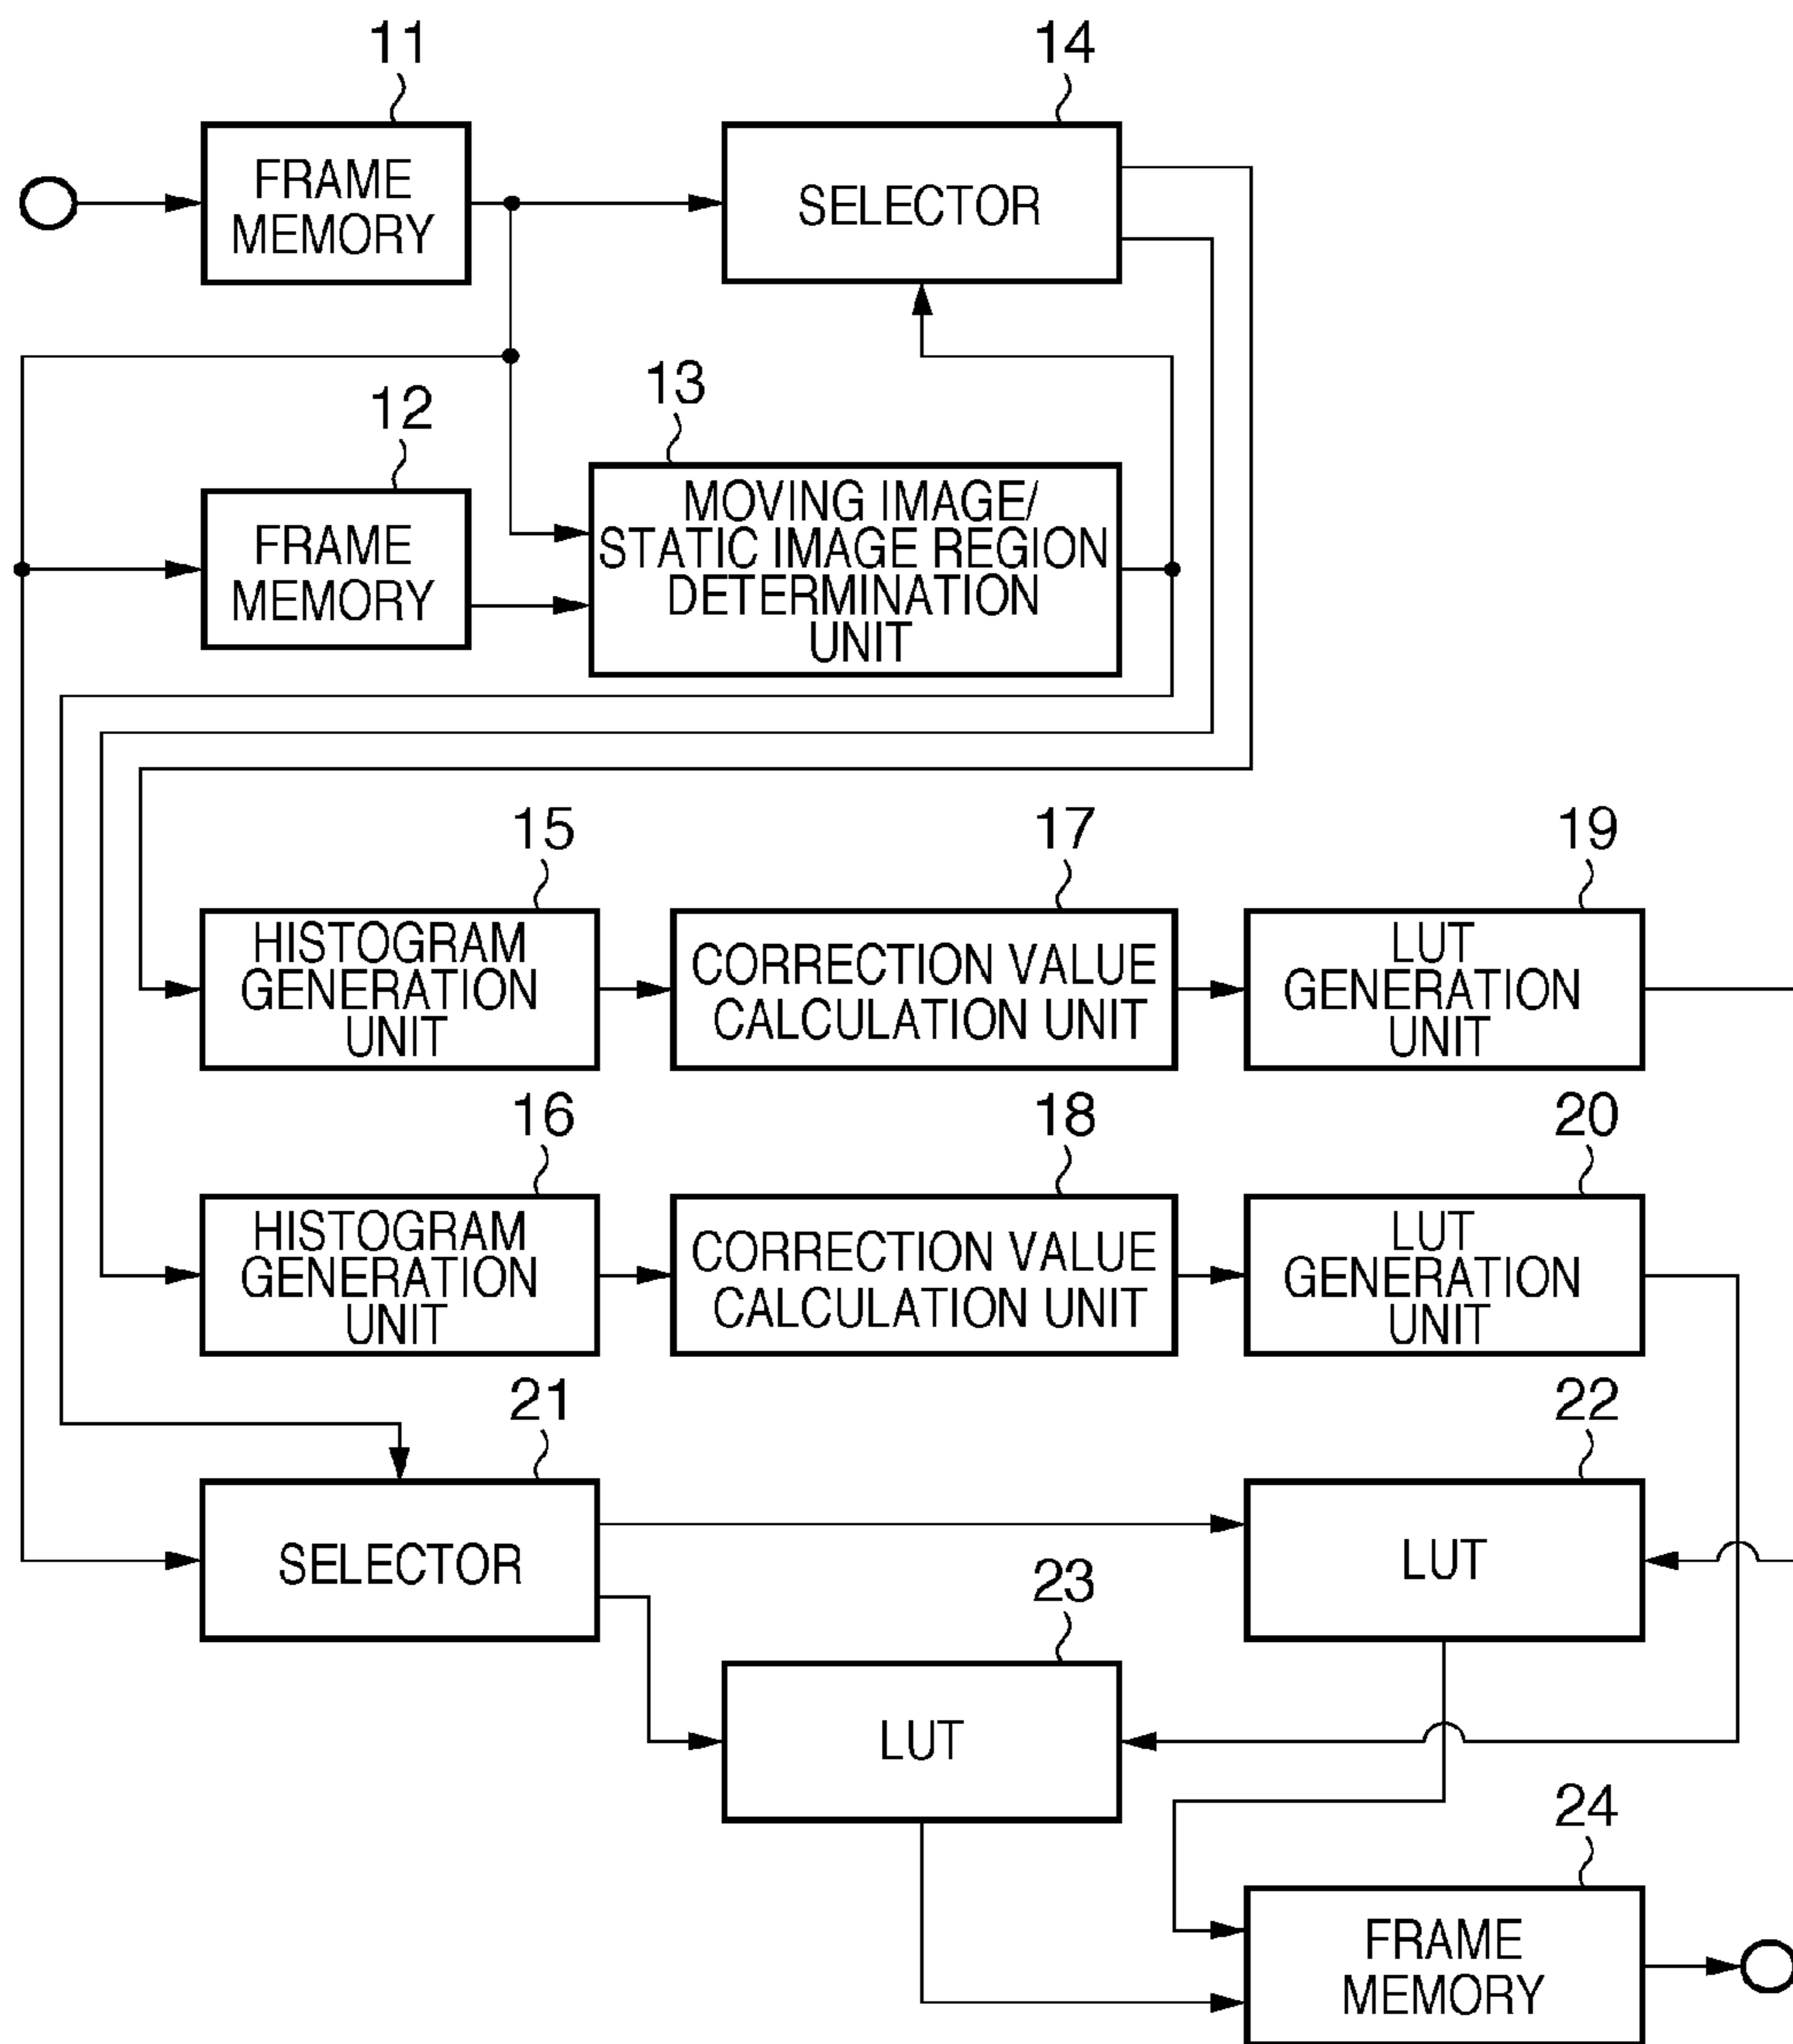 11
14
FRAME
MEMORY
SELECTOR
12
13
FRAME
MEMORY
MOVING IMAGE/
STATIC IMAGE REGION
DETERMINATION
UNIT
15
17
19
HISTOGRAM
GENERATION
UNIT
CORRECTION VALUE
CALCULATION UNIT
LUT
GENERATION
UNIT
16
18
20
HISTOGRAM
GENERATION
UNIT
CORRECTION VALUE
CALCULATION UNIT
LUT
GENERATION
UNIT
21
22
SELECTOR
LUT
23
LUT
24
FRAME
MEMORY